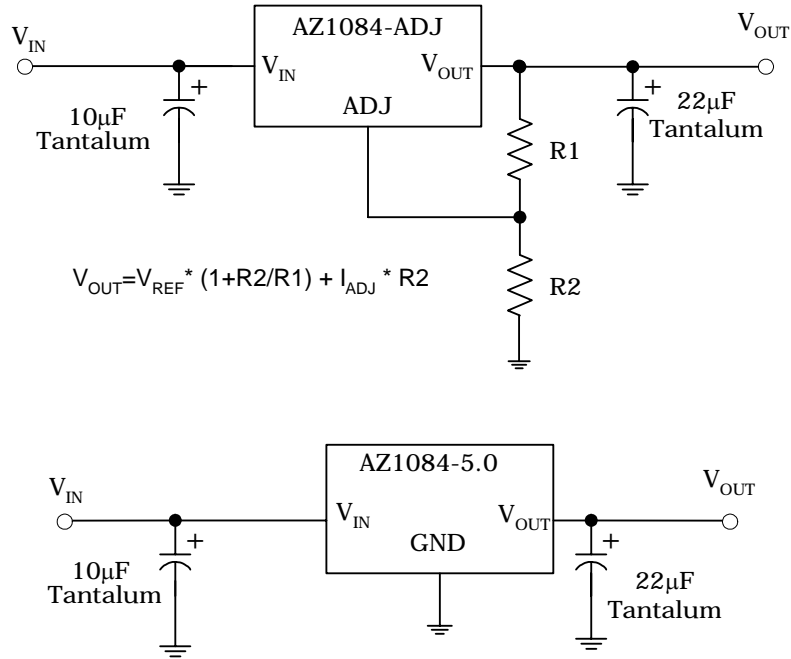 AZ1084-ADJ
V_IN
V_IN
V_OUT
V_OUT
ADJ
+
10μF
Tantalum
+
22μF
Tantalum
R1
V_OUT=V_REF* (1+R2/R1) + I_ADJ * R2
R2
AZ1084-5.0
V_IN
V_IN
V_OUT
V_OUT
GND
+
10μF
Tantalum
+
22μF
Tantalum